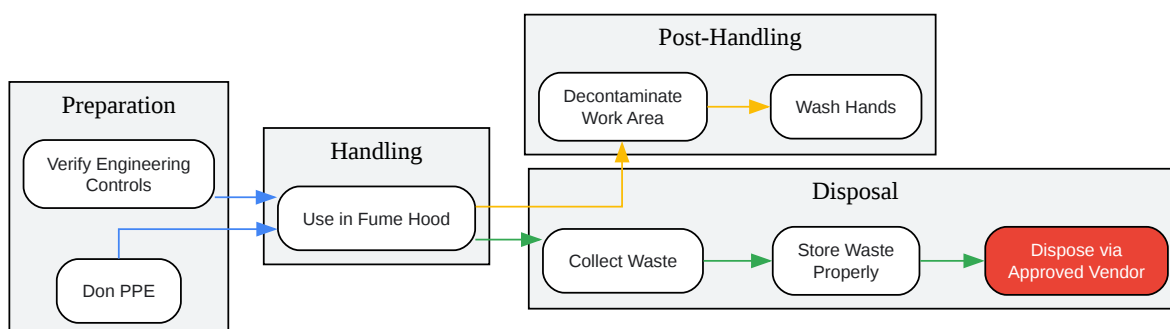 Preparation
Verify Engineering
Controls
Don PPE
Handling
Use in Fume Hood
Post-Handling
Decontaminate
Work Area
Wash Hands
Disposal
Collect Waste
Store Waste
Properly
Dispose via
Approved Vendor